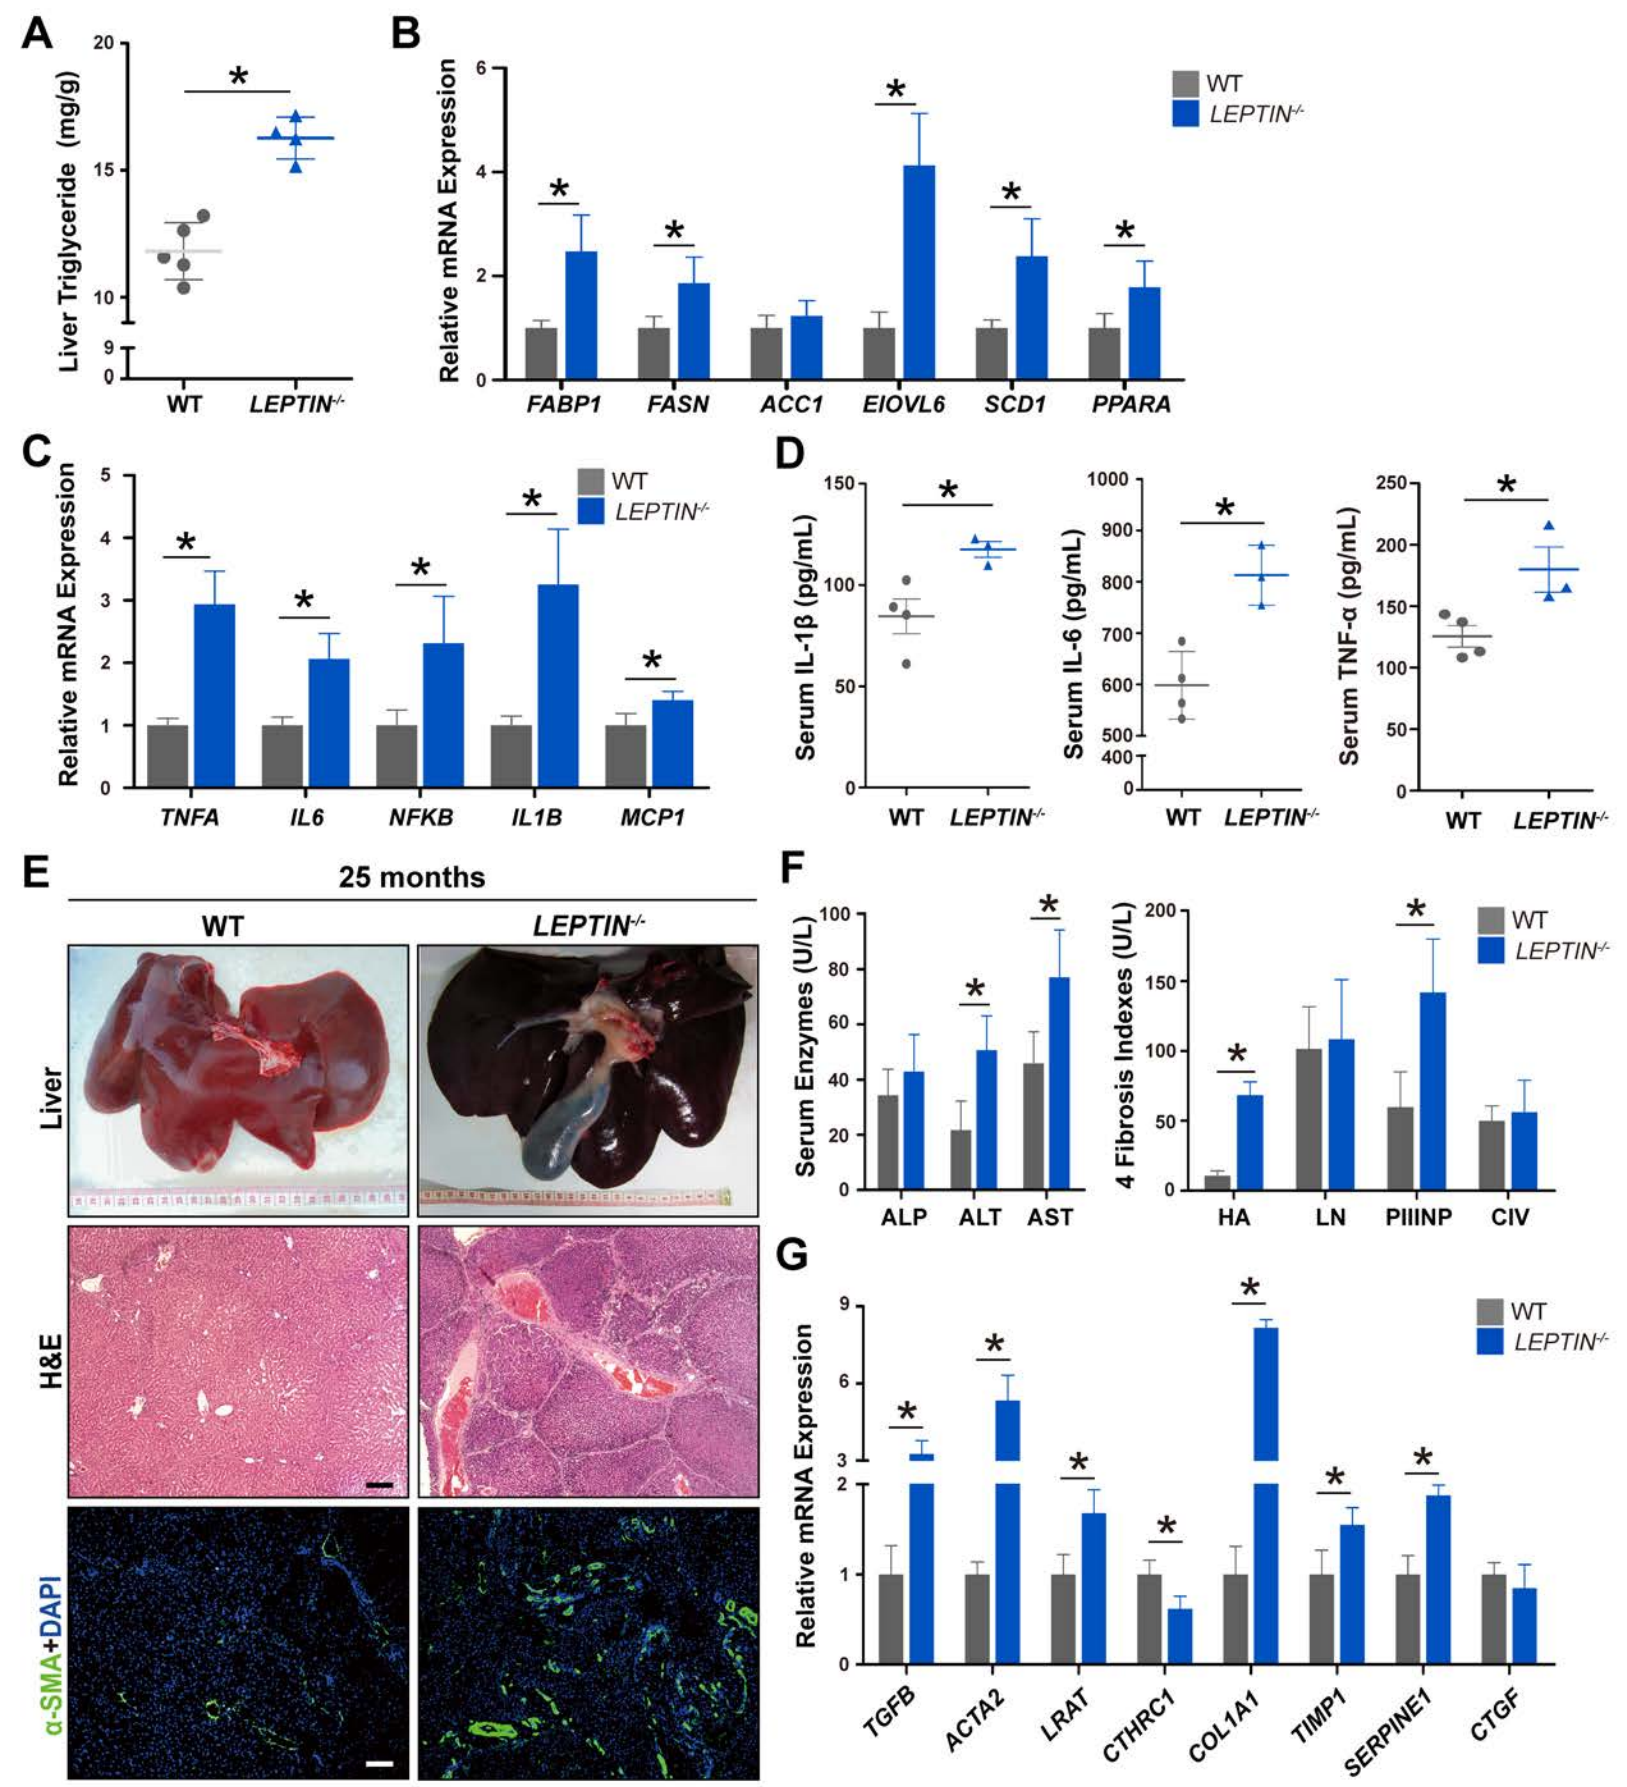 A
Liver Triglyceride (mg/g)
20
15
10
9
0
*
WT
LEPTIN-/-
B
Relative mRNA Expression
6
4
2
0
*
*
*
*
*
WT
LEPTIN-/-
FABP1
FASN
ACC1
ElOVL6
SCD1
PPARA
C
Relative mRNA Expression
5
4
3
2
1
0
*
*
*
*
*
WT
LEPTIN-/-
TNFA
IL6
NFKB
IL1B
MCP1
D
Serum IL-1β (pg/mL)
150
100
50
0
*
WT
LEPTIN-/-
Serum IL-6 (pg/mL)
1000
900
800
700
600
500
400
0
*
WT
LEPTIN-/-
Serum TNF-α (pg/mL)
250
200
150
100
50
0
*
WT
LEPTIN-/-
E
25 months
WT
LEPTIN-/-
Liver
H&E
α-SMA+DAPI
F
Serum Enzymes (U/L)
100
80
60
40
20
0
*
*
ALP
ALT
AST
4 Fibrosis Indexes (U/L)
200
150
100
50
0
*
*
WT
LEPTIN-/-
HA
LN
PIIINP
CIV
G
Relative mRNA Expression
9
6
3
2
1
0
*
*
*
*
*
*
*
WT
LEPTIN-/-
TGFB
ACTA2
LRAT
CTHRC1
COL1A1
TIMP1
SERPINE1
CTGF